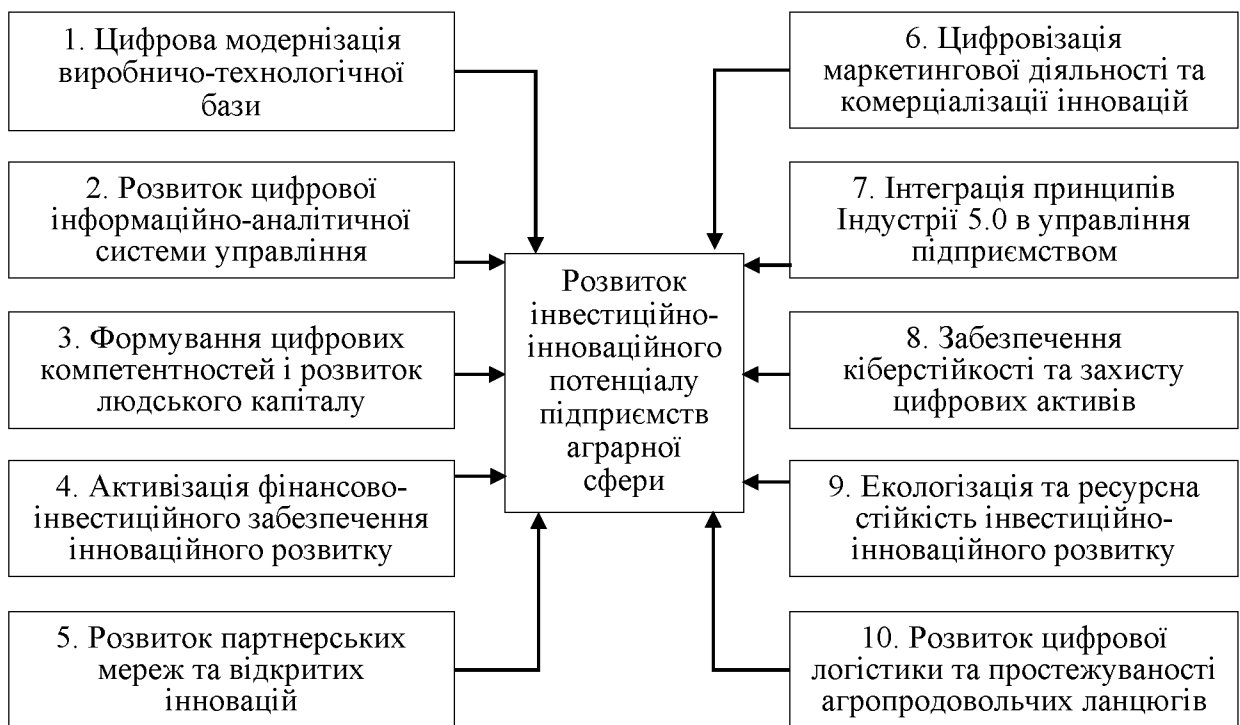 1. Цифрова модернізація
виробничо-технологічної
бази
2. Розвиток цифрової
інформаційно-аналітичної
системи управління
3. Формування цифрових
компетентностей і розвиток
людського капіталу
4. Активізація фінансово-
інвестиційного забезпечення
інноваційного розвитку
5. Розвиток партнерських
мереж та відкритих
інновацій
Розвиток
інвестиційно-
інноваційного
потенціалу
підприємств
аграрної
сфери
6. Цифровізація
маркетингової діяльності та
комерціалізації інновацій
7. Інтеграція принципів
Індустрії 5.0 в управління
підприємством
8. Забезпечення
кіберстійкості та захисту
цифрових активів
9. Екологізація та ресурсна
стійкість інвестиційно-
інноваційного розвитку
10. Розвиток цифрової
логістики та простежуваності
агропродовольчих ланцюгів